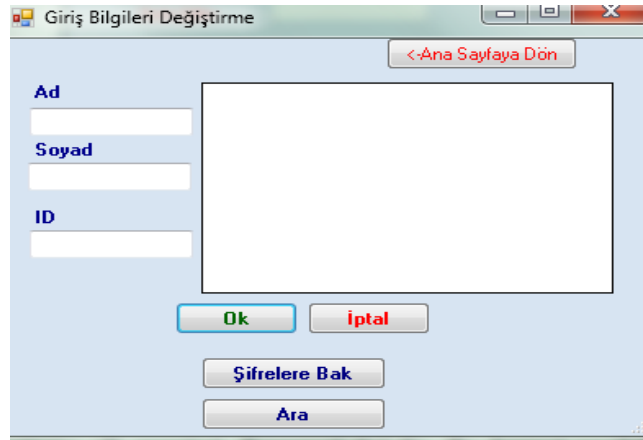 Giriş Bilgileri Değiştirme
<-Ana Sayfaya Dön
Ad
Soyad
ID
Ok
İptal
Şifrelere Bak
Ara